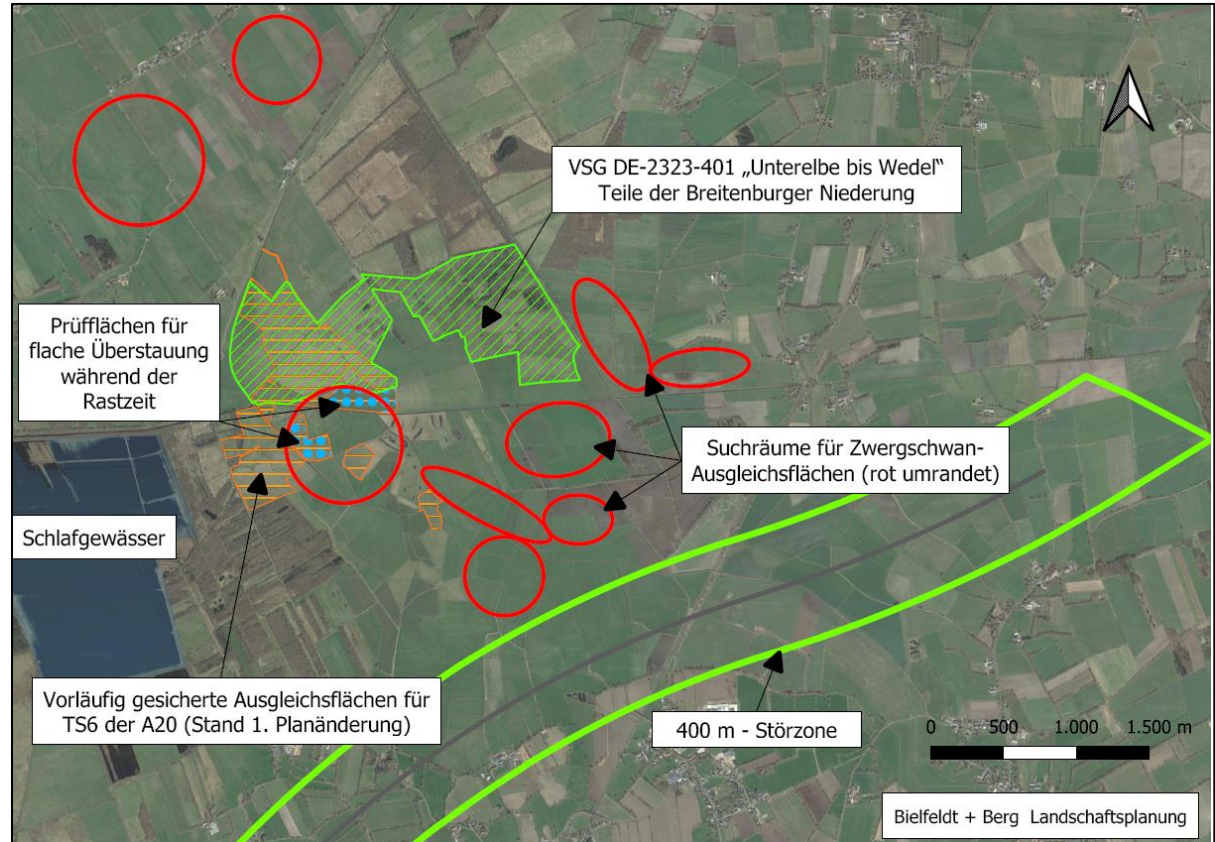 VSG DE-2323-401 „Unterelbe bis Wedel“
Teile der Breitenburger Niederung
Prüfflächen für
flache Überstauung
während der
Rastzeit
Suchräume für Zwergschwan-
Ausgleichsflächen (rot umrandet)
Schlafgewässer
Vorläufig gesicherte Ausgleichsflächen für
TS6 der A20 (Stand 1. Planänderung)
400 m - Störzone
0 500 1.000 1.500 m
Bielfeldt + Berg Landschaftsplanung